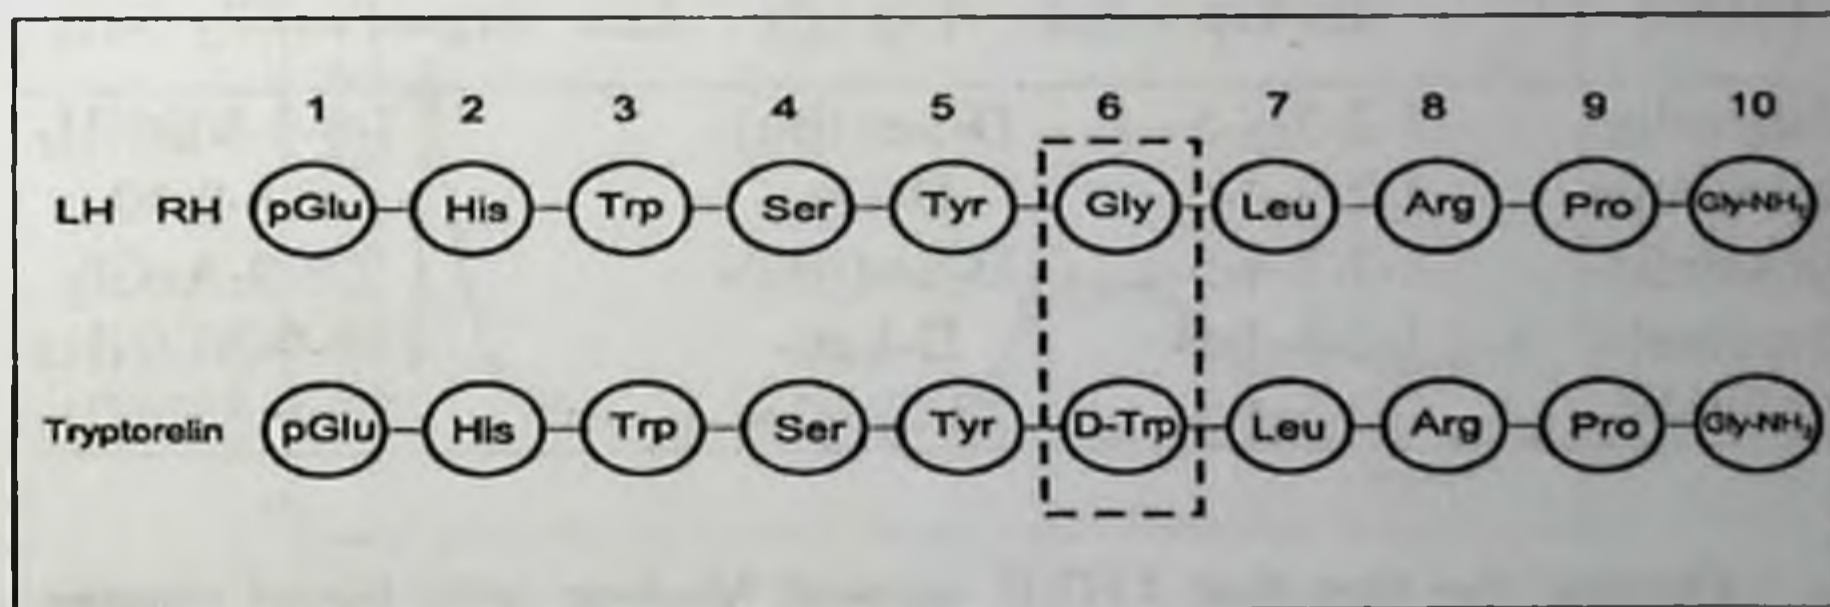 1 2 3 4 5 6 7 8 9 10
LH RH pGlu His Trp Ser Tyr Gly Leu Arg Pro Gly-NH₂
Tryptorelin pGlu His Trp Ser Tyr D-Trp Leu Arg Pro Gly-NH₂